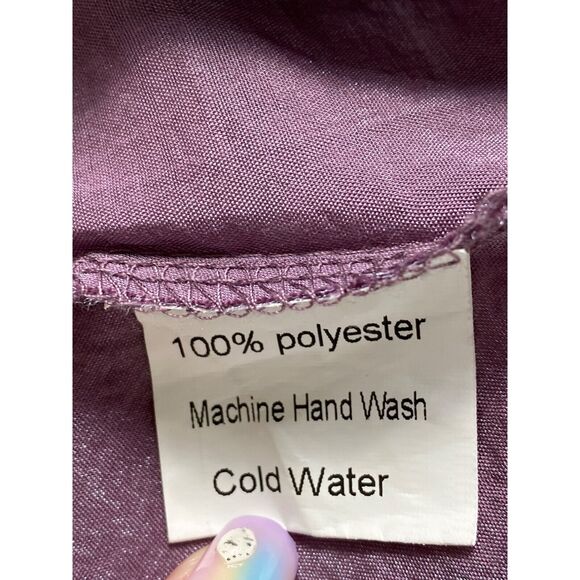 100% polyester
Machine Hand Wash
Cold Water